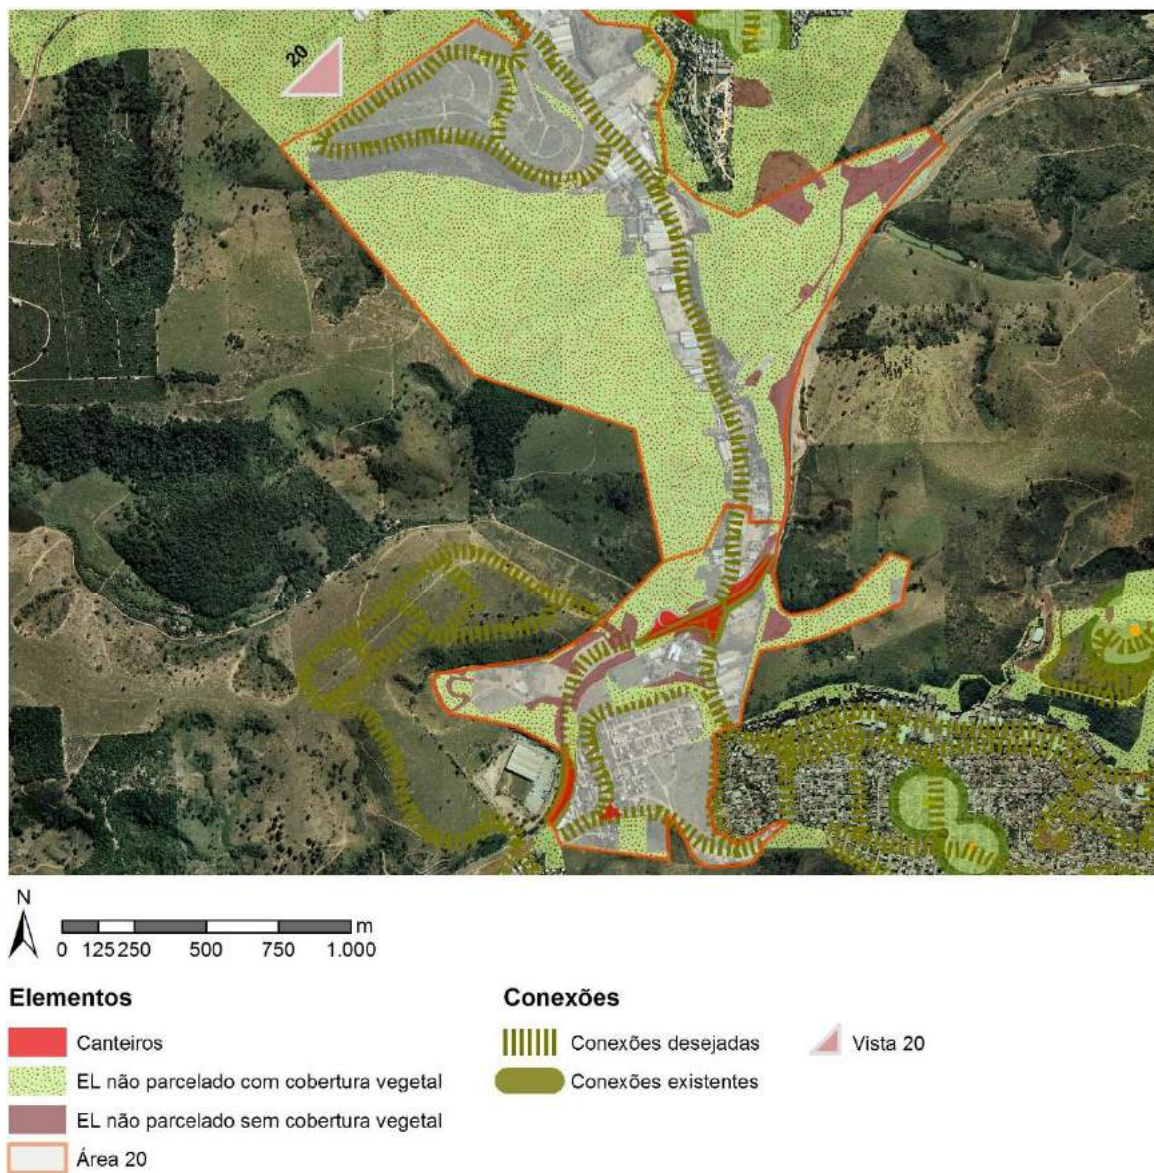 20
N
m
0 125 250 500 750 1.000
Elementos
Canteiros
EL não parcelado com cobertura vegetal
EL não parcelado sem cobertura vegetal
Área 20
Conexões
Conexões desejadas
Conexões existentes
Vista 20